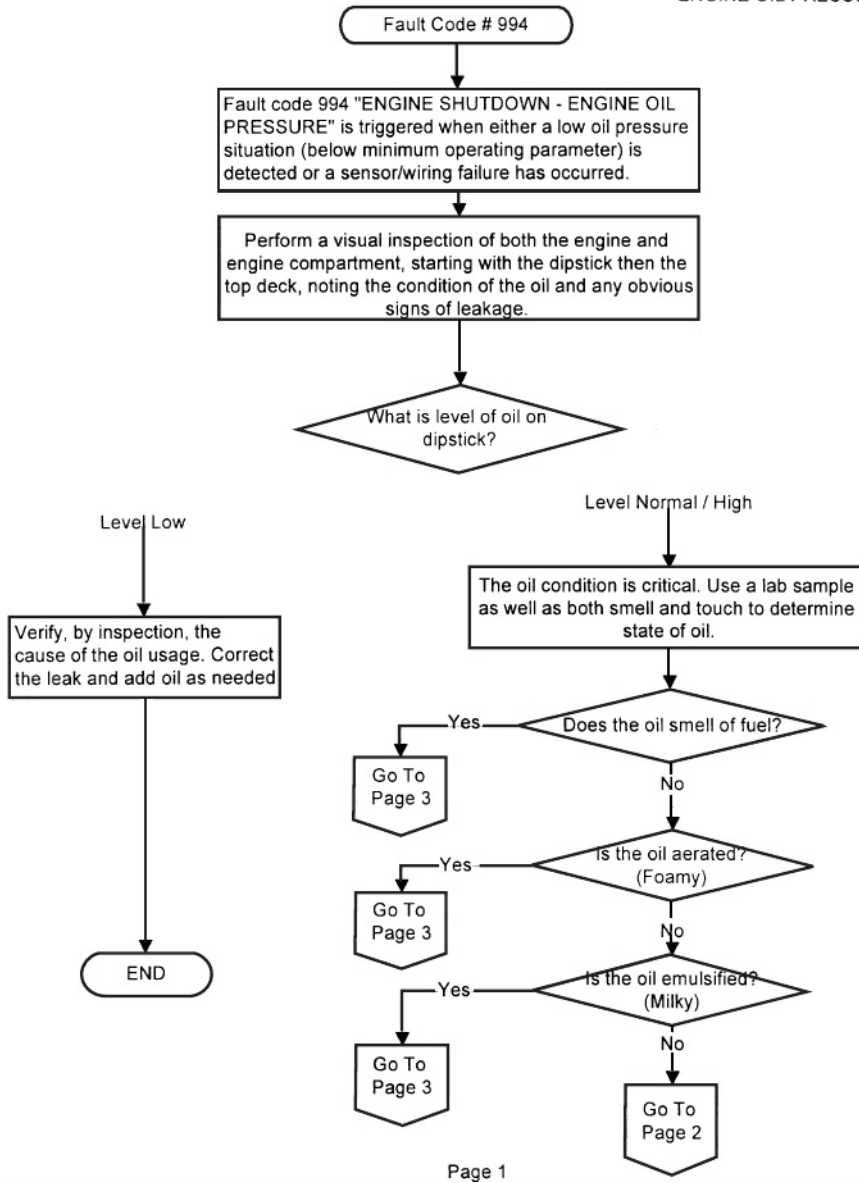 Fault Code # 994
Fault code 994 "ENGINE SHUTDOWN - ENGINE OIL
PRESSURE" is triggered when either a low oil pressure
situation (below minimum operating parameter) is
detected or a sensor/wiring failure has occurred.
Perform a visual inspection of both the engine and
engine compartment, starting with the dipstick then the
top deck, noting the condition of the oil and any obvious
signs of leakage.
What is level of oil on
dipstick?
Level Low
Verify, by inspection, the
cause of the oil usage. Correct
the leak and add oil as needed
END
Level Normal / High
The oil condition is critical. Use a lab sample
as well as both smell and touch to determine
state of oil.
Does the oil smell of fuel?
Yes
Go To
Page 3
No
Is the oil aerated?
(Foamy)
Yes
Go To
Page 3
No
Is the oil emulsified?
(Milky)
Yes
Go To
Page 3
No
Go To
Page 2
Page 1